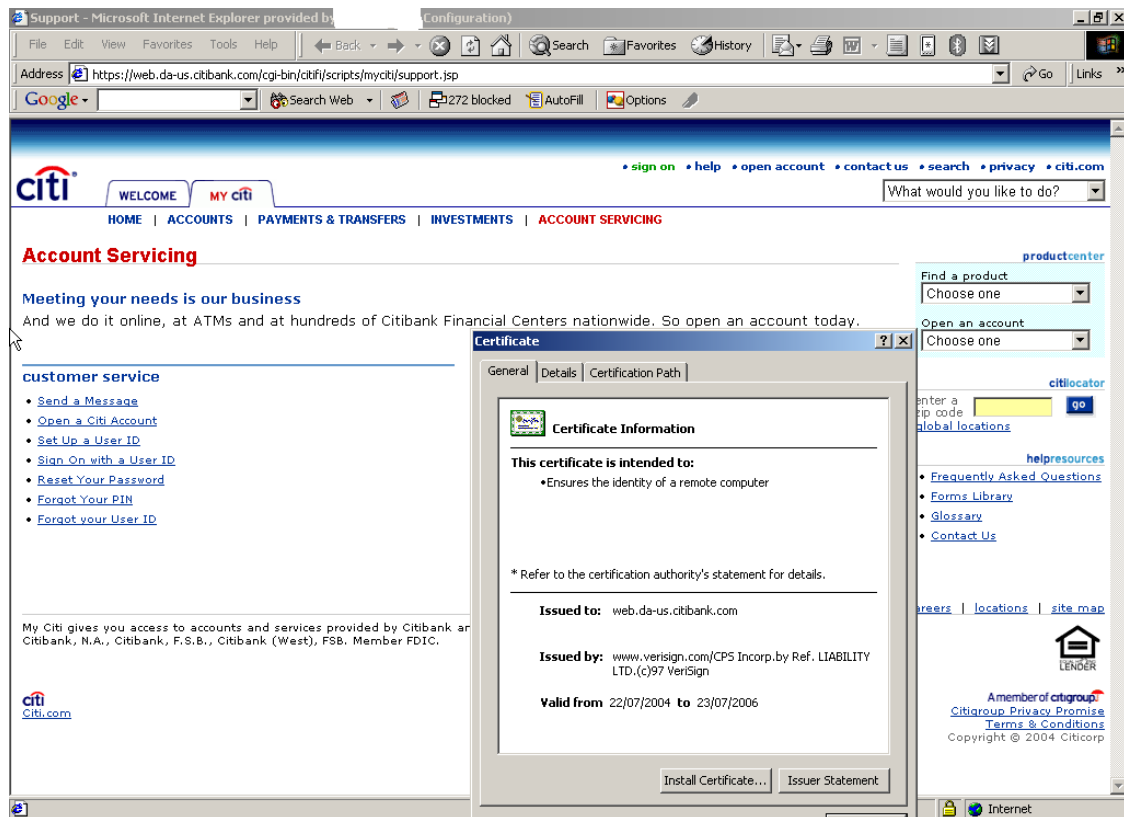 Support - Microsoft Internet Explorer provided by Configuration)
File Edit View Favorites Tools Help Back Search Favorites History
Address https://web.da-us.citibank.com/cgi-bin/citifi/scripts/myciti/support.jsp Go Links »
Google Search Web 272 blocked AutoFill Options
• sign on • help • open account • contact us • search • privacy • citi.com
citi WELCOME MY citi What would you like to do?
HOME | ACCOUNTS | PAYMENTS & TRANSFERS | INVESTMENTS | ACCOUNT SERVICING
Account Servicing
Meeting your needs is our business
And we do it online, at ATMs and at hundreds of Citibank Financial Centers nationwide. So open an account today.
customer service
• Send a Message
• Open a Citi Account
• Set Up a User ID
• Sign On with a User ID
• Reset Your Password
• Forgot Your PIN
• Forgot your User ID
My Citi gives you access to accounts and services provided by Citibank
Citibank, N.A., Citibank, F.S.B., Citibank (West), FSB. Member FDIC.
citi
Citi.com
Certificate
General Details Certification Path
Certificate Information
This certificate is intended to:
•Ensures the identity of a remote computer
* Refer to the certification authority's statement for details.
Issued to: web.da-us.citibank.com
Issued by: www.verisign.com/CPS Incorp.by Ref. LIABILITY
LTD.(c)97 VeriSign
Valid from 22/07/2004 to 23/07/2006
Install Certificate... Issuer Statement
productcenter
Find a product
Choose one
Open an account
Choose one
citilocator
enter a
zip code go
global locations
helpresources
• Frequently Asked Questions
• Forms Library
• Glossary
• Contact Us
| locations | site map
LENDER
A member of citigroup
Citigroup Privacy Promise
Terms & Conditions
Copyright © 2004 Citicorp
Internet